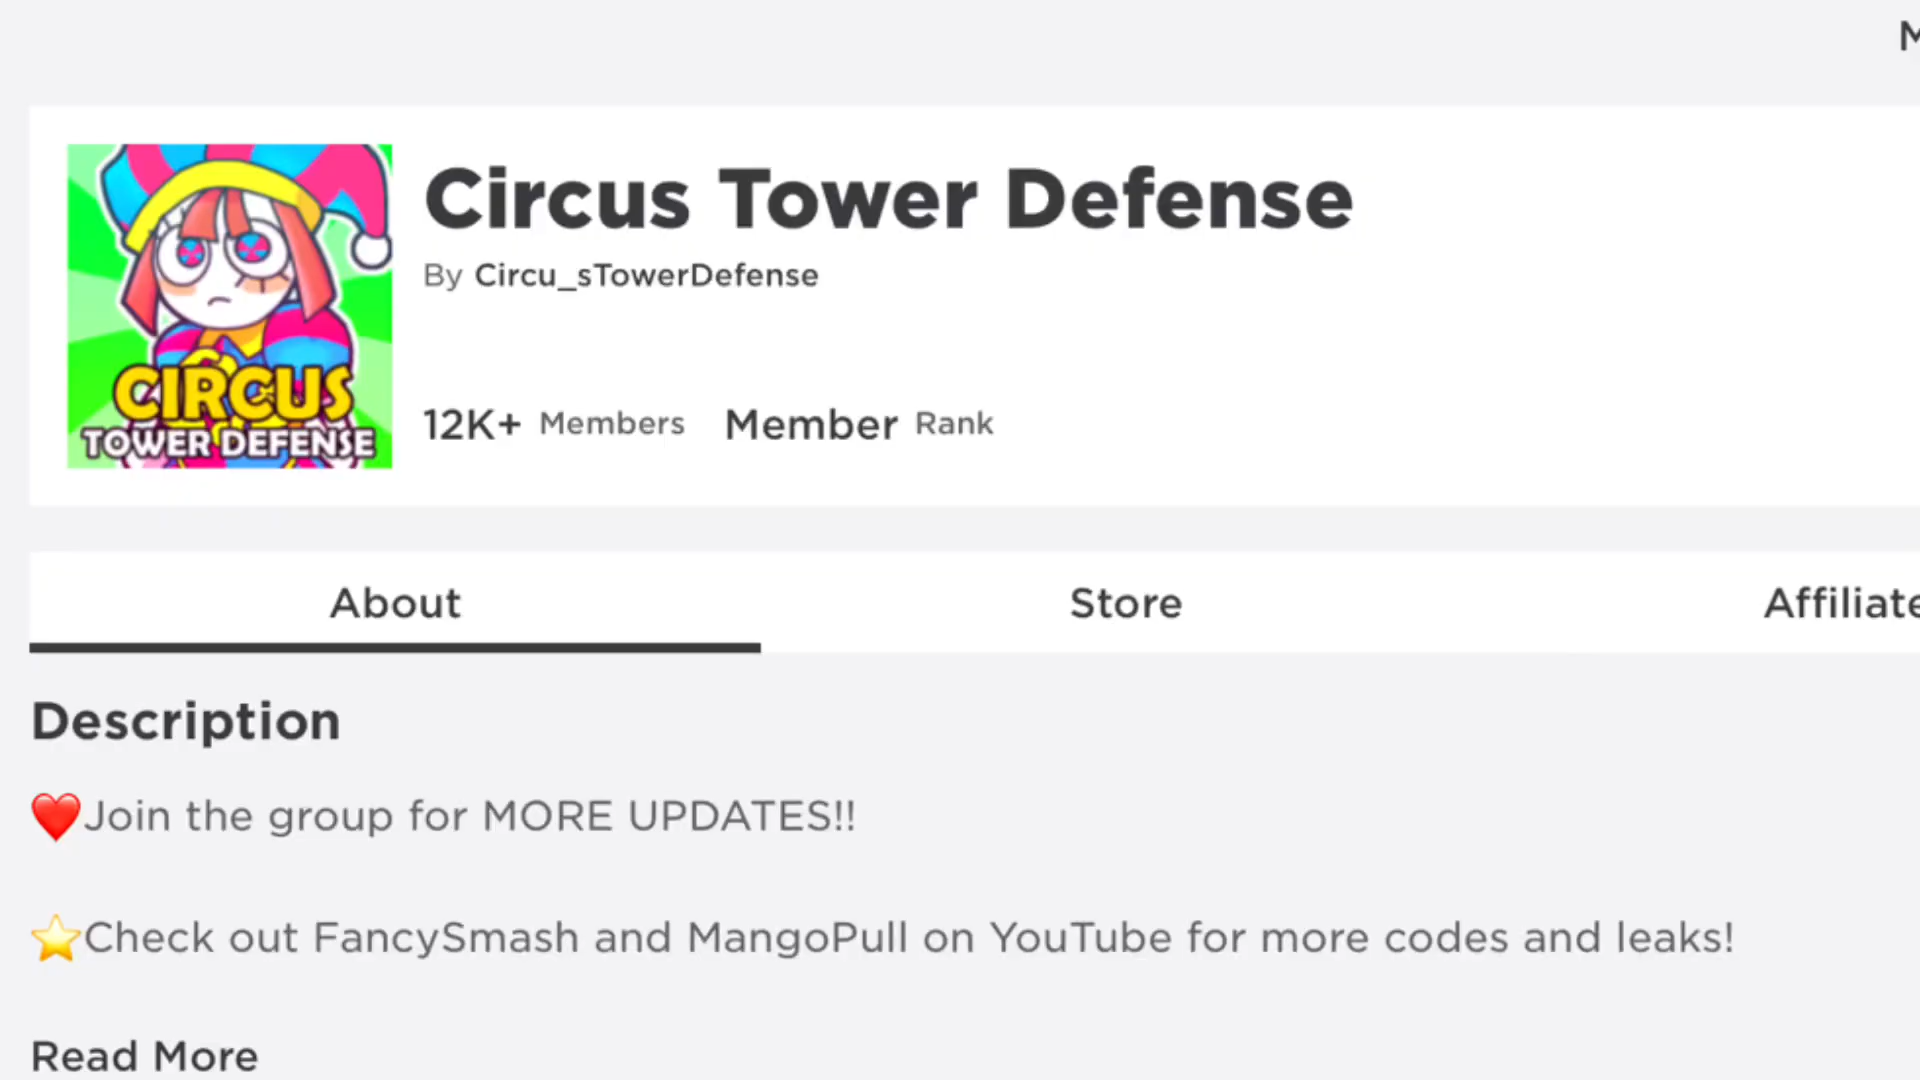 Circus Tower Defense
By Circu_sTowerDefense
CIRCUS
TOWER DEFENSE
12K+ Members Member Rank
About Store Affiliate
Description
❤️Join the group for MORE UPDATES!!
⭐Check out FancySmash and MangoPull on YouTube for more codes and leaks!
Read More